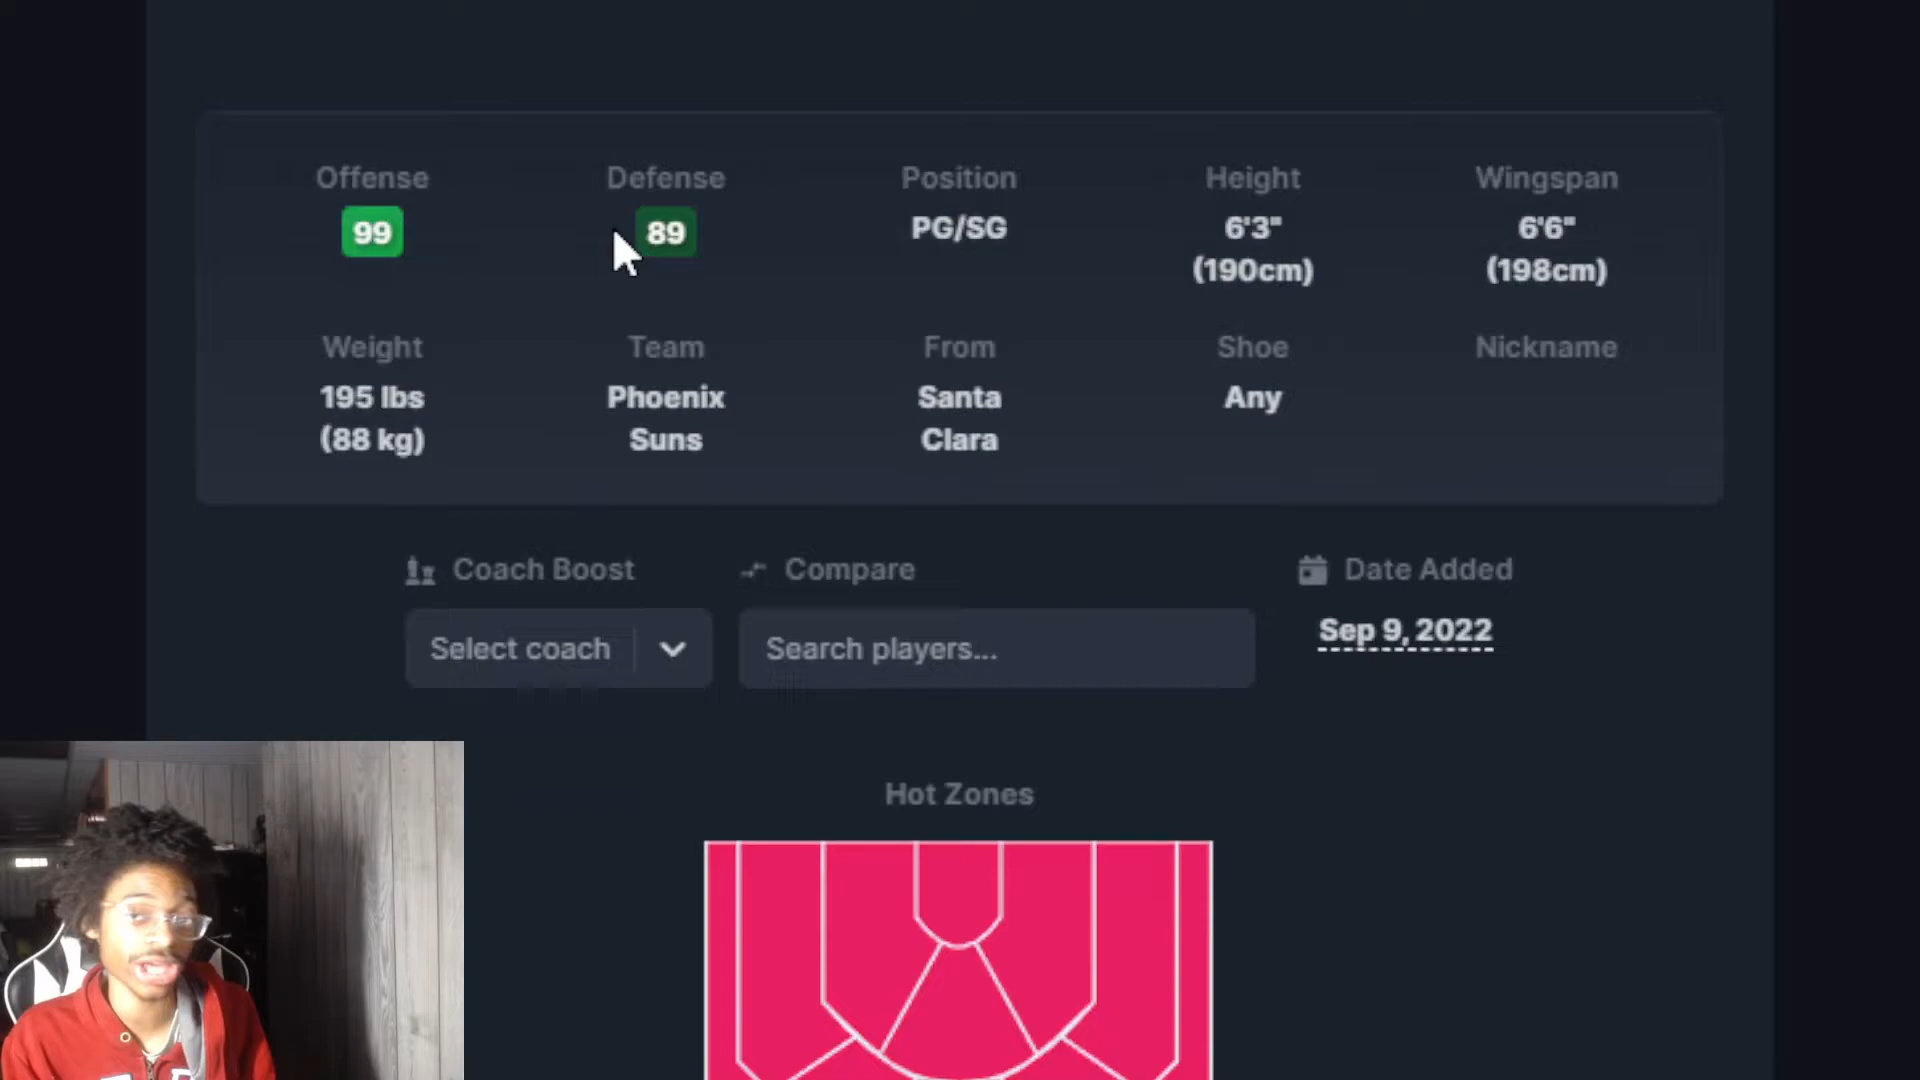 Offense
Defense
Position
Height
Wingspan
99
89
PG/SG
6'3"
(190cm)
6'6"
(198cm)
Weight
Team
From
Shoe
Nickname
195 lbs
(88 kg)
Phoenix
Suns
Santa
Clara
Any
Coach Boost
Compare
Date Added
Select coach
Search players...
Sep 9, 2022
Hot Zones